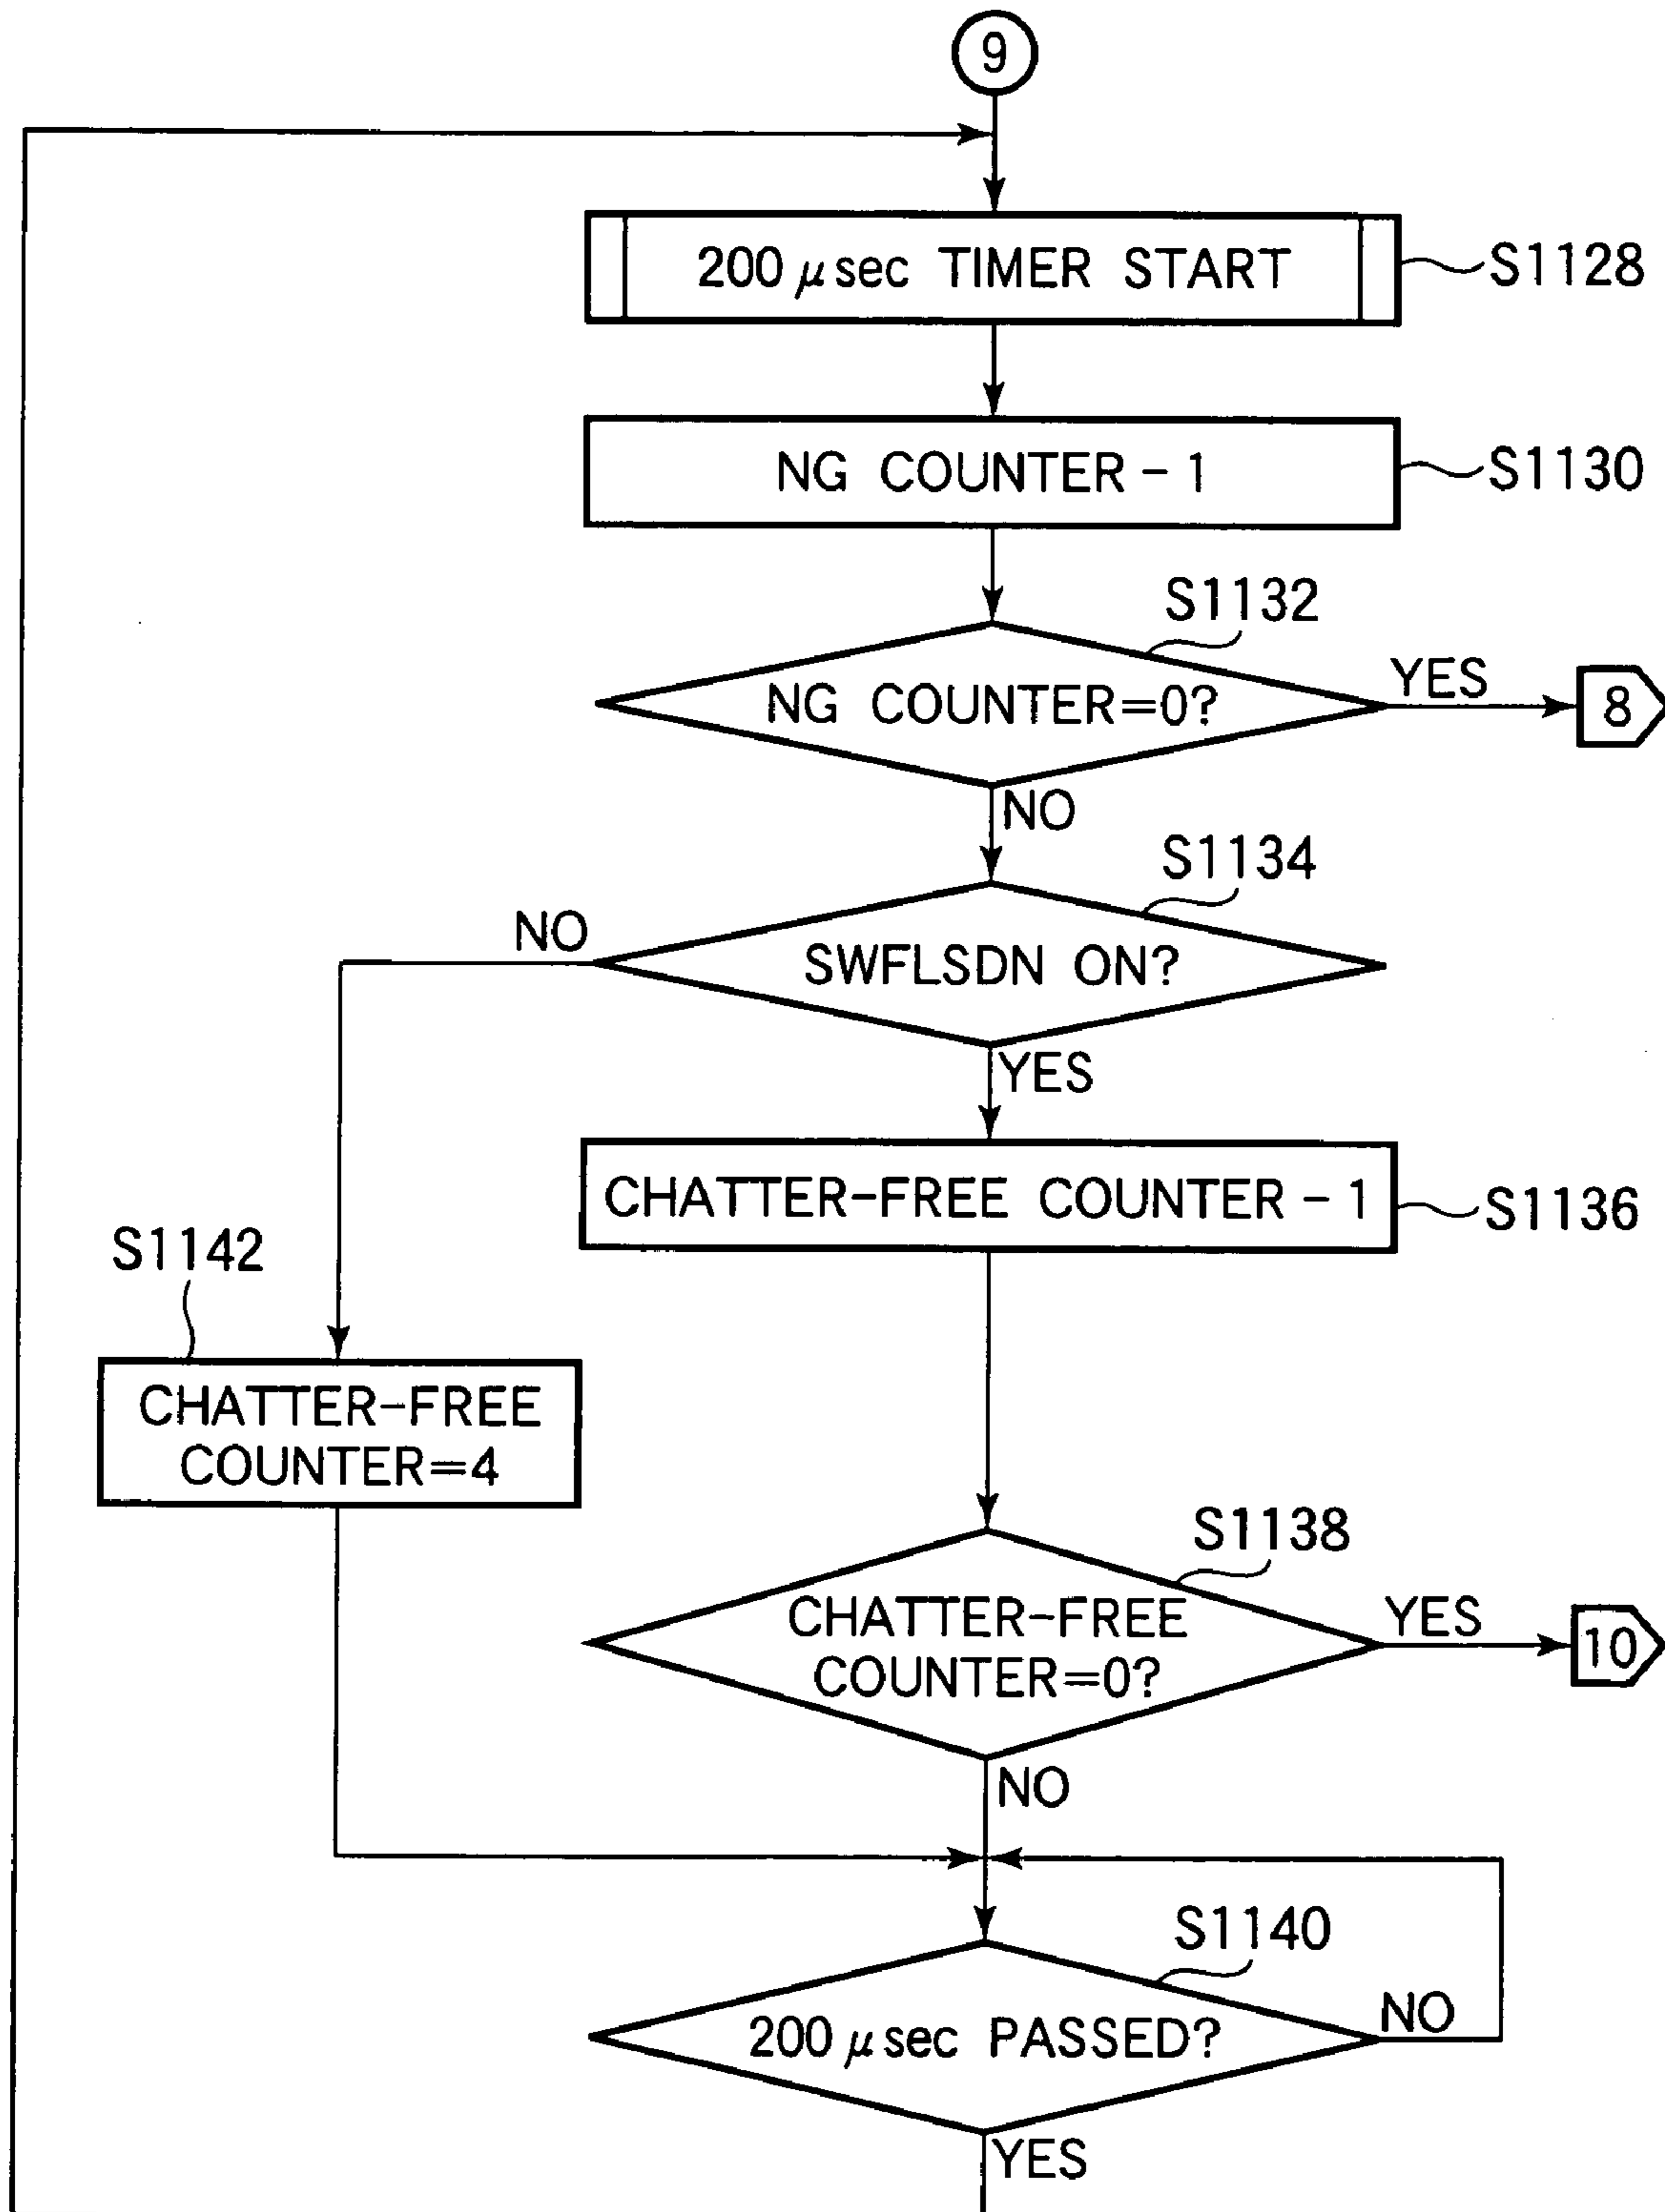 9
200 μsec TIMER START
S1128
NG COUNTER - 1
S1130
S1132
NG COUNTER=0?
YES
8
NO
S1134
NO
SWFLSDN ON?
YES
CHATTER-FREE COUNTER - 1
S1136
S1142
CHATTER-FREE
COUNTER=4
S1138
CHATTER-FREE
COUNTER=0?
YES
10
NO
S1140
200 μsec PASSED?
NO
YES